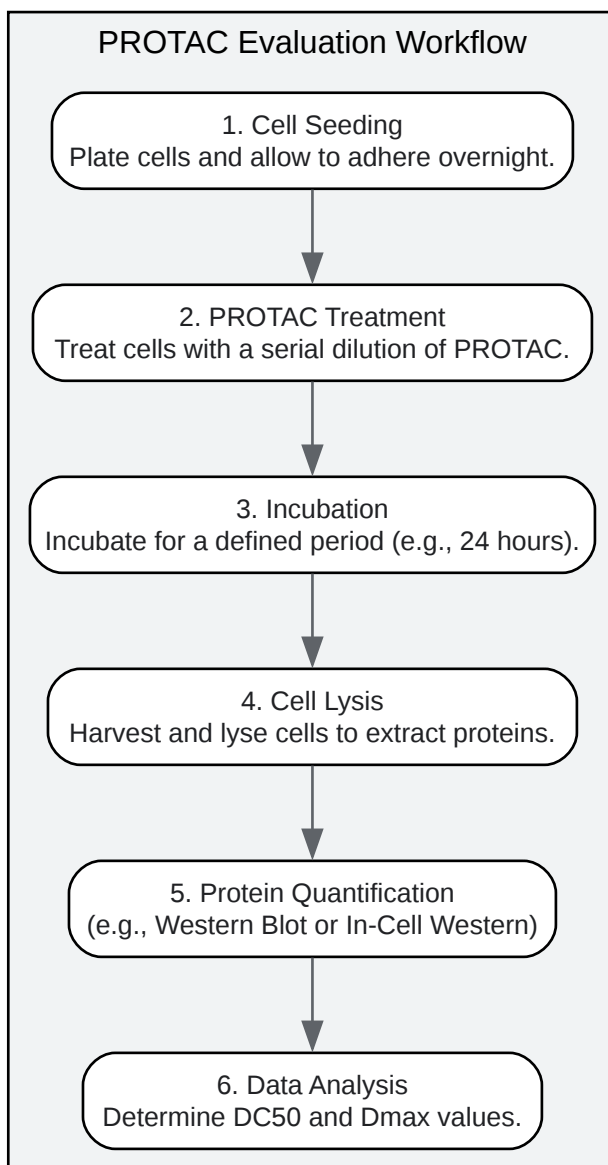 PROTAC Evaluation Workflow
1. Cell Seeding
Plate cells and allow to adhere overnight.
2. PROTAC Treatment
Treat cells with a serial dilution of PROTAC.
3. Incubation
Incubate for a defined period (e.g., 24 hours).
4. Cell Lysis
Harvest and lyse cells to extract proteins.
5. Protein Quantification
(e.g., Western Blot or In-Cell Western)
6. Data Analysis
Determine DC50 and Dmax values.